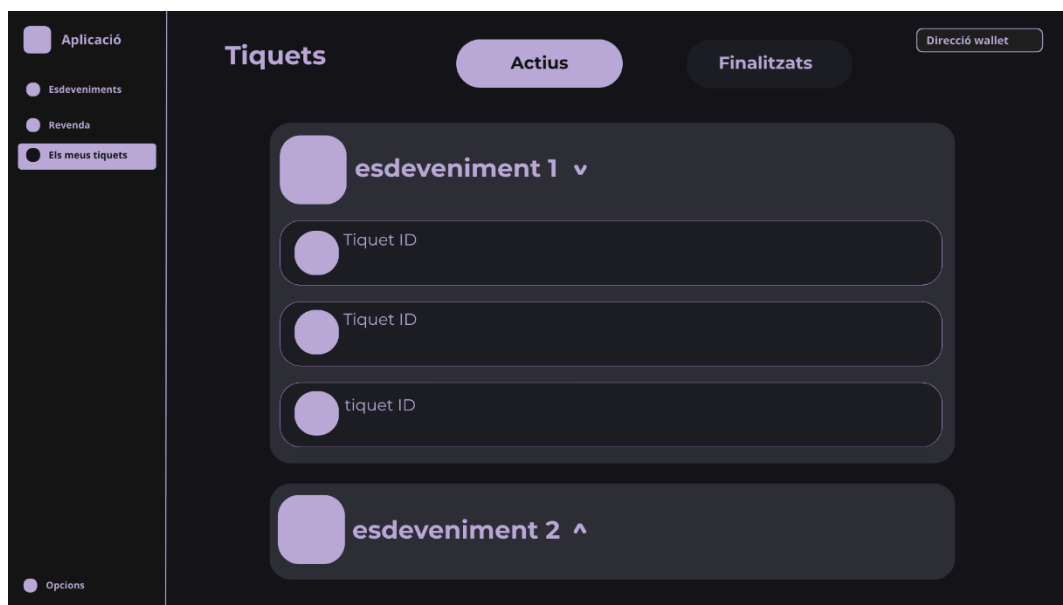 Aplicació
Esdeveniments
Revenda
Els meus tiquets
Opcions
Tiquets
Actius
Finalitzats
Direcció wallet
esdeveniment 1
Tiquet ID
Tiquet ID
tiquet ID
esdeveniment 2